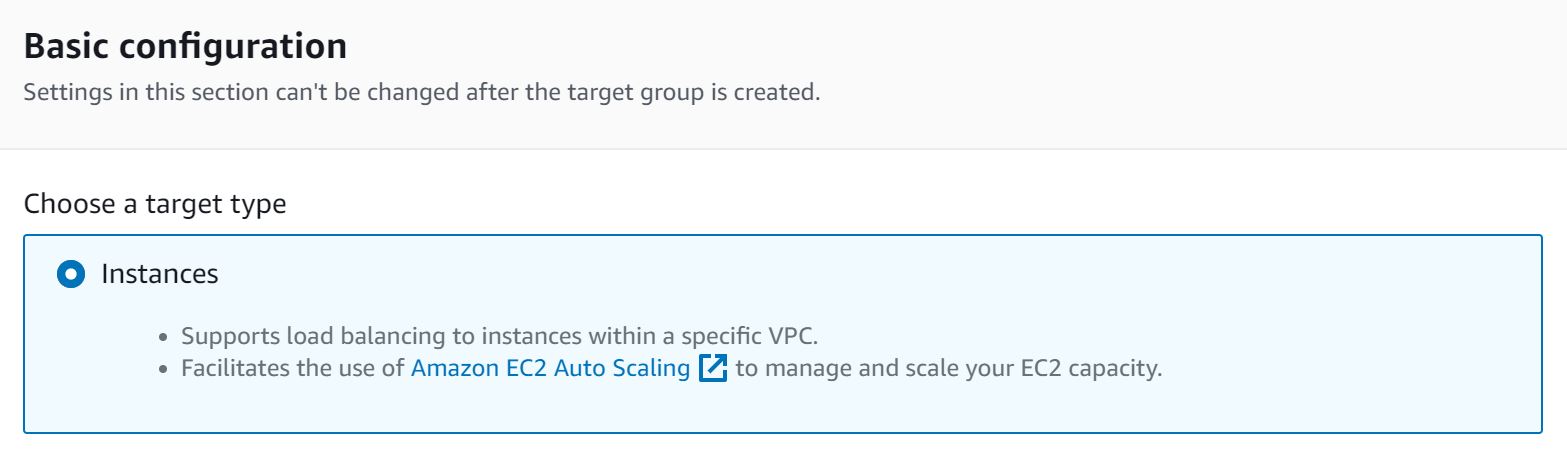 Basic configuration
Settings in this section can't be changed after the target group is created.
Choose a target type
Instances
Supports load balancing to instances within a specific VPC.
Facilitates the use of Amazon EC2 Auto Scaling to manage and scale your EC2 capacity.